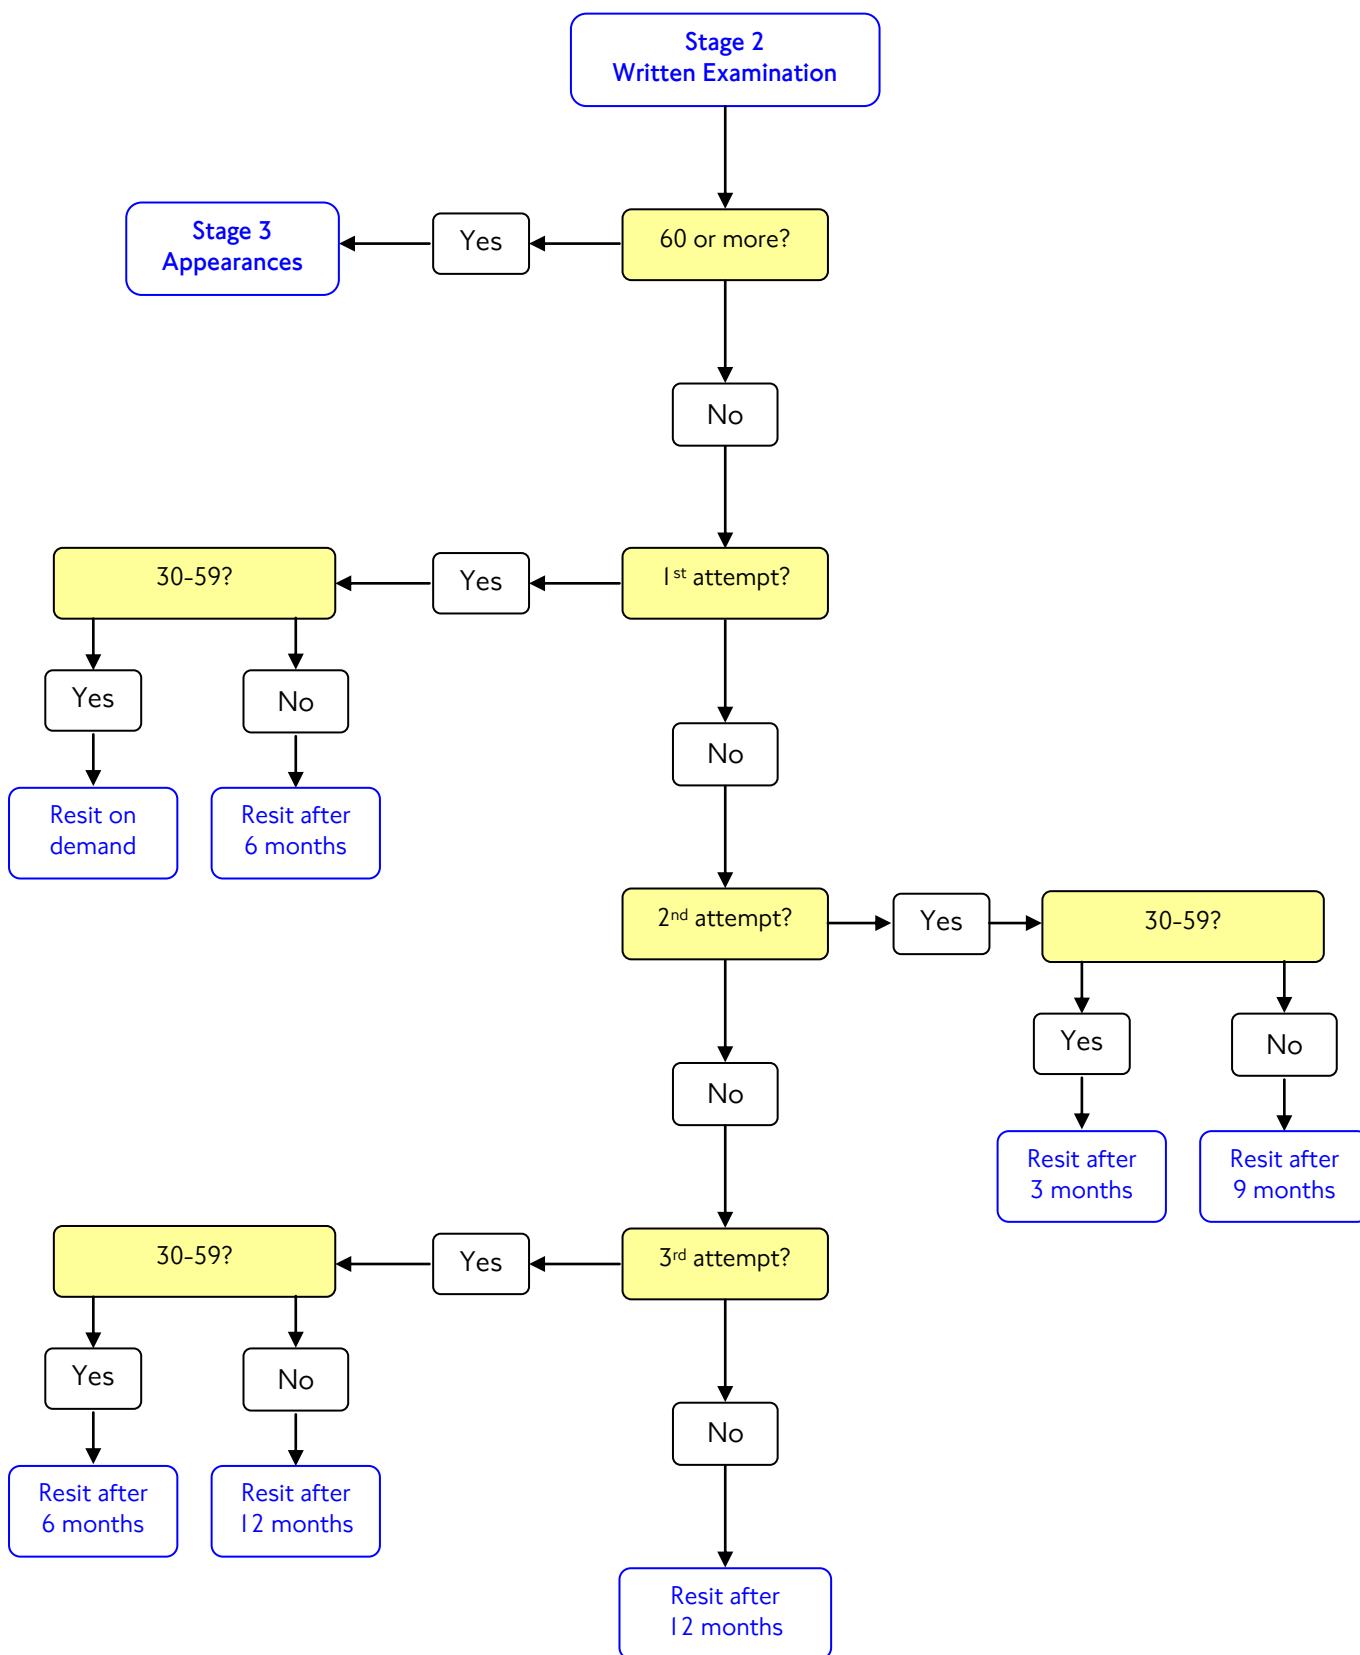 Stage 2
Written Examination
Stage 3
Appearances
Yes
60 or more?
No
30-59?
Yes
1st attempt?
Yes
No
No
Resit on
demand
Resit after
6 months
2nd attempt?
Yes
30-59?
Yes
No
No
Resit after
3 months
Resit after
9 months
30-59?
Yes
3rd attempt?
Yes
No
No
Resit after
6 months
Resit after
12 months
Resit after
12 months